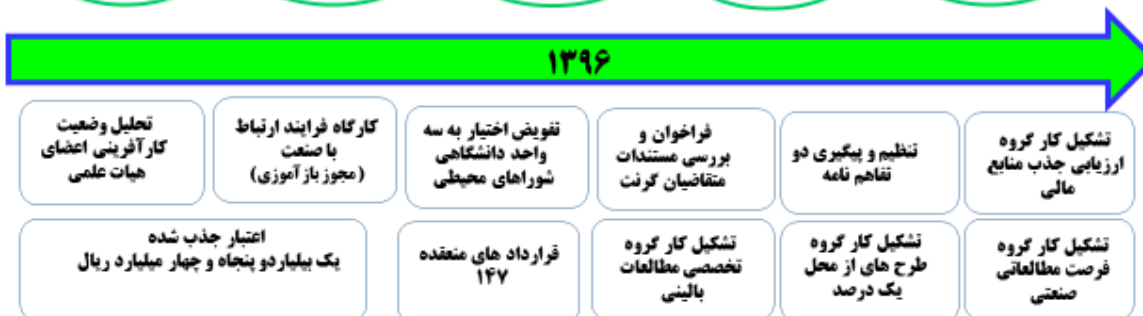 ۱۳۹۶
تشکیل کار گروه
ارزیابی جذب منابع
مالی
تنظیم و پیگیری دو
تفاهم نامه
فراخوان و
بررسی مستندات
متقاضیان گرنت
تفویض اختیار به سه
واحد دانشگاهی
شوراهای محیطی
کارگاه فرایند ارتباط
با صنعت
(مجوز بازآموزی)
تحلیل وضعیت
کارآفرینی اعضای
هیات علمی
تشکیل کار گروه
فرصت مطالعاتی
صنعتی
تشکیل کار گروه
طرح های از محل
یک درصد
تشکیل کار گروه
تخصصی مطالعات
بالینی
قرارداد های منعقده
۱۴۷
اعتبار جذب شده
یک بیلیاردو پنجاه و چهار میلیارد ریال